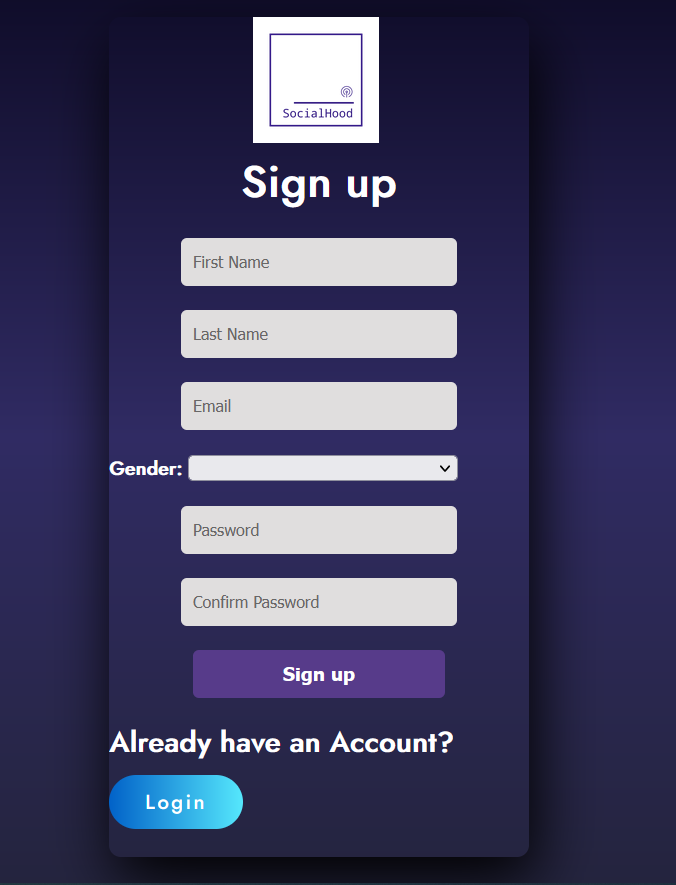 SocialHood
Sign up
First Name
Last Name
Email
Gender:
Password
Confirm Password
Sign up
Already have an Account?
Login